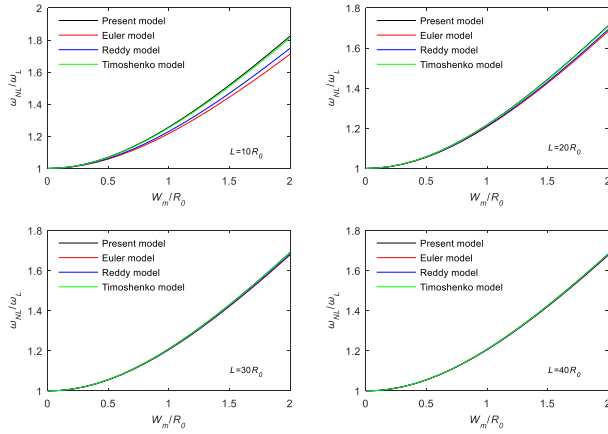 2
1.8
1.6
1.4
1.2
1
0 0.5 1 1.5 2
ω_NL/ω_L
W_m/R_0
Present model
Euler model
Reddy model
Timoshenko model
L=10R_0
1.8
1.6
1.4
1.2
1
0 0.5 1 1.5 2
ω_NL/ω_L
W_m/R_0
Present model
Euler model
Reddy model
Timoshenko model
L=20R_0
1.8
1.6
1.4
1.2
1
0 0.5 1 1.5 2
ω_NL/ω_L
W_m/R_0
Present model
Euler model
Reddy model
Timoshenko model
L=30R_0
1.8
1.6
1.4
1.2
1
0 0.5 1 1.5 2
ω_NL/ω_L
W_m/R_0
Present model
Euler model
Reddy model
Timoshenko model
L=40R_0